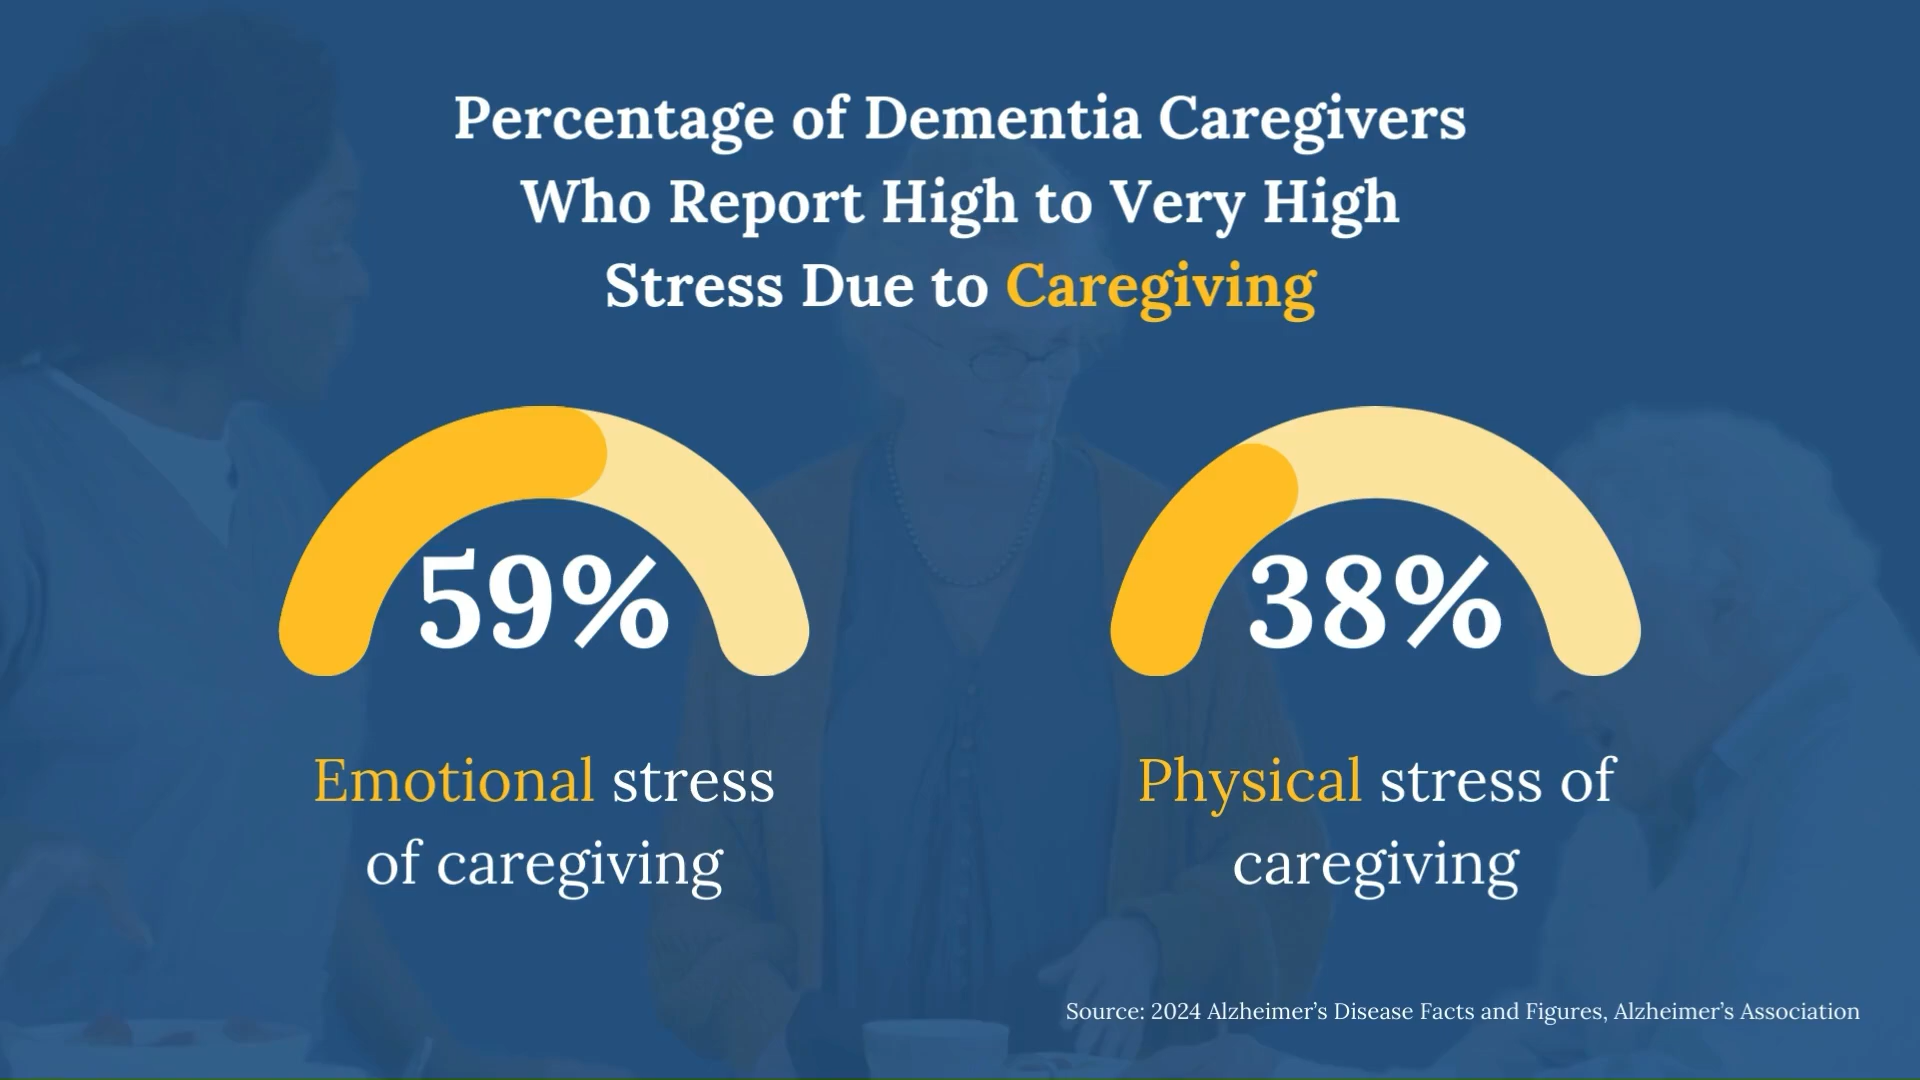 Percentage of Dementia Caregivers
Who Report High to Very High
Stress Due to Caregiving
59%
38%
Emotional stress
of caregiving
Physical stress of
caregiving
Source: 2024 Alzheimer’s Disease Facts and Figures, Alzheimer’s Association